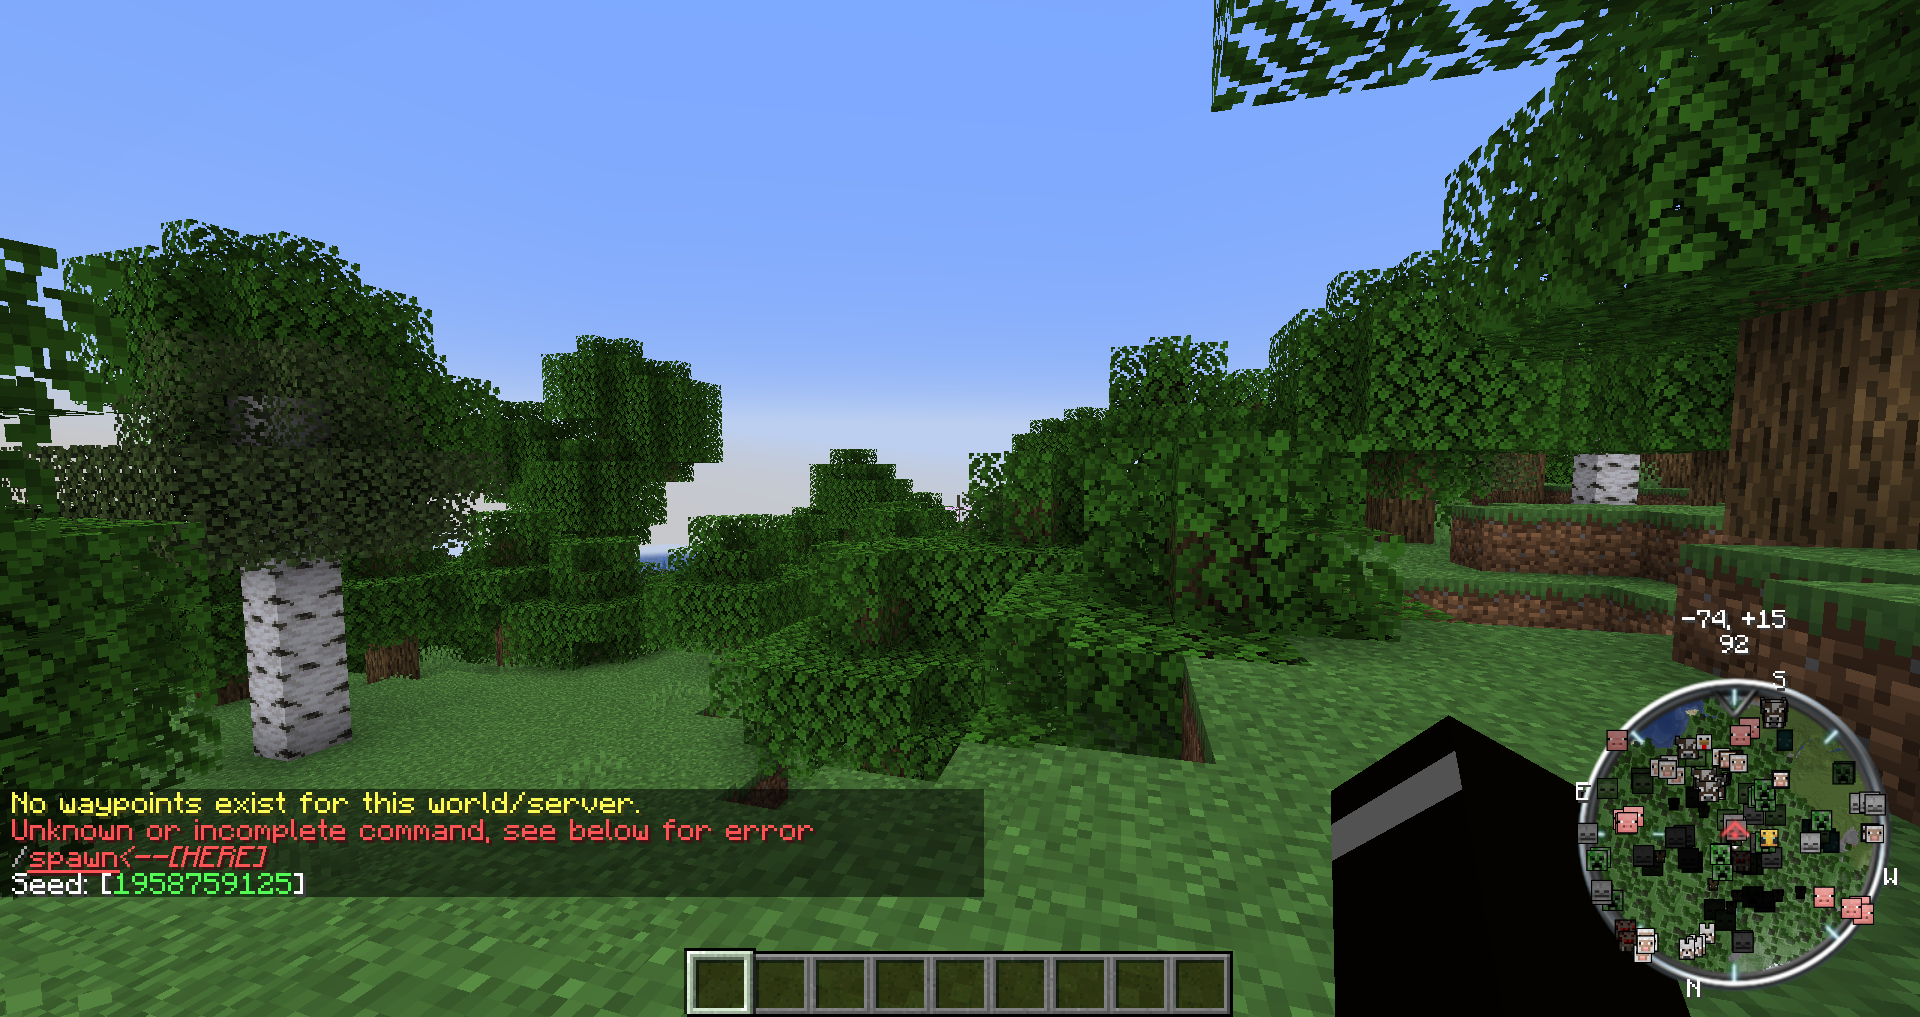 -74, +15
92
S
E
W
N
No waypoints exist for this world/server.
Unknown or incomplete command, see below for error
/spawn<--[HERE]
Seed: [1958759125]